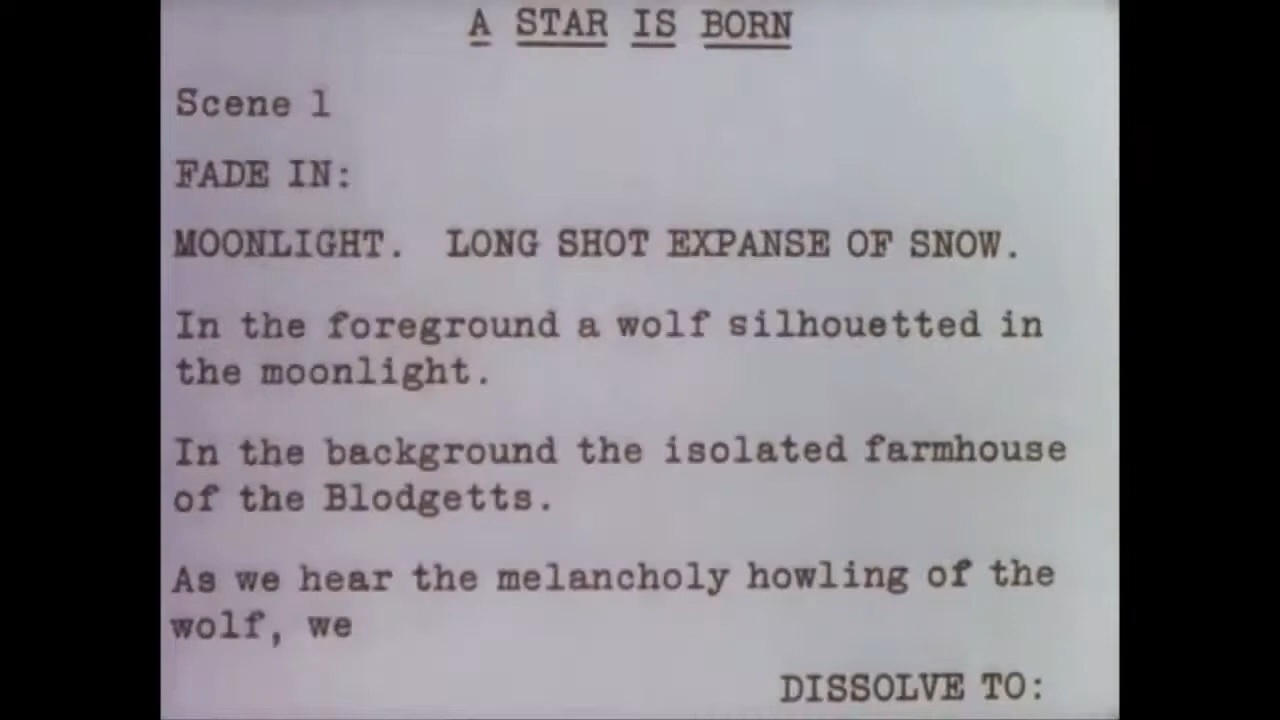 A STAR IS BORN
Scene 1
FADE IN:
MOONLIGHT. LONG SHOT EXPANSE OF SNOW.
In the foreground a wolf silhouetted in
the moonlight.
In the background the isolated farmhouse
of the Blodgetts.
As we hear the melancholy howling of the
wolf, we
DISSOLVE TO: